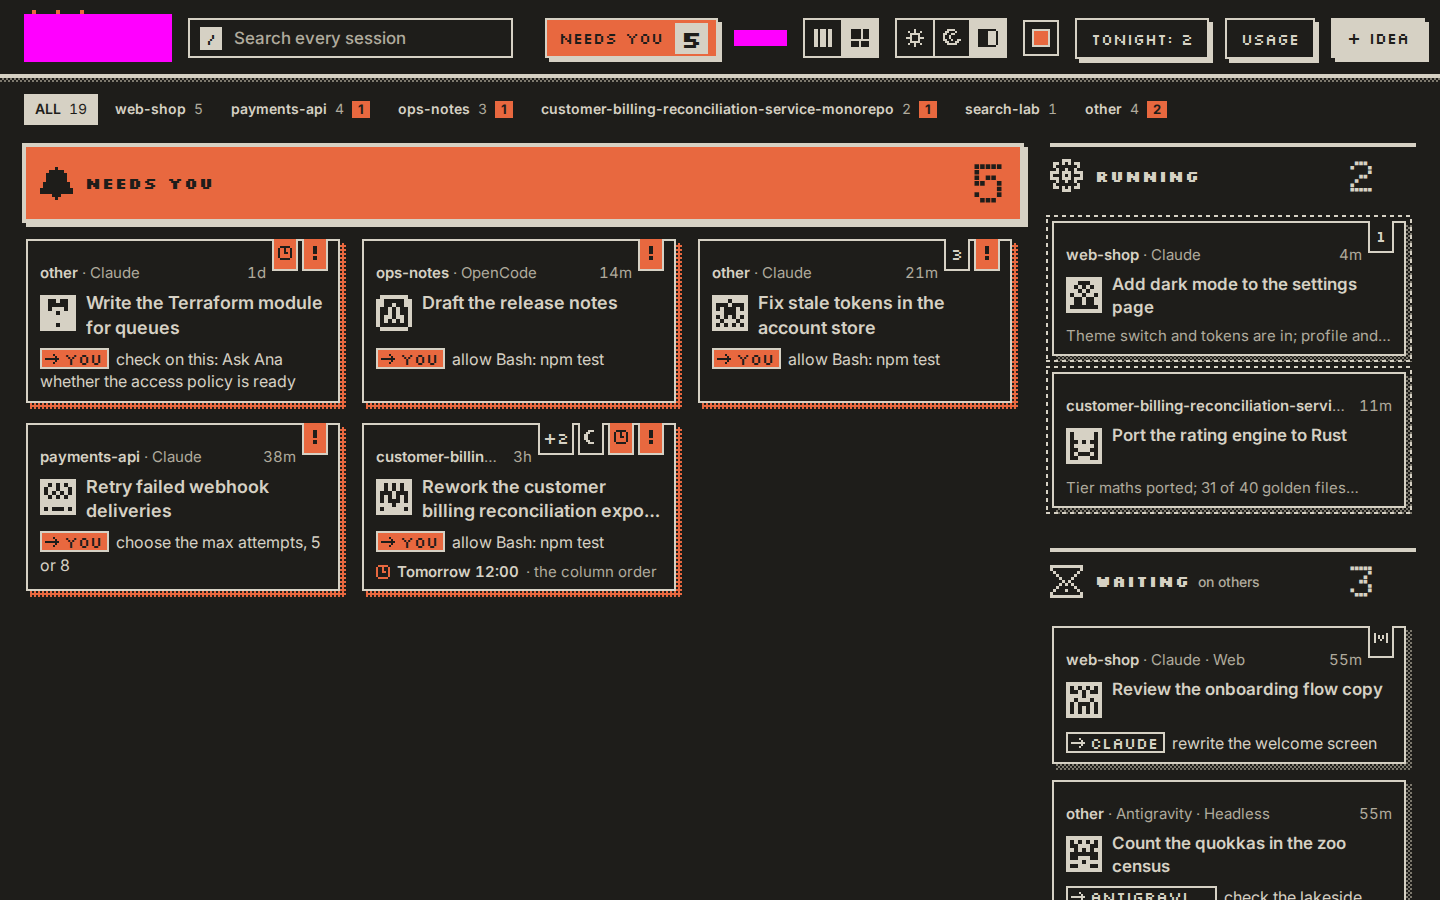 / Search every session
NEEDS YOU 5
TONIGHT: 2
USAGE
+ IDEA
ALL 19
web-shop 5
payments-api 4 1
ops-notes 3 1
customer-billing-reconciliation-service-monorepo 2 1
search-lab 1
other 4 2
NEEDS YOU 5
other · Claude 1d !
Write the Terraform module
for queues
→ YOU check on this: Ask Ana
whether the access policy is ready
ops-notes · OpenCode 14m !
Draft the release notes
→ YOU allow Bash: npm test
other · Claude 21m 3 !
Fix stale tokens in the
account store
→ YOU allow Bash: npm test
payments-api · Claude 38m !
Retry failed webhook
deliveries
→ YOU choose the max attempts, 5
or 8
customer-billin... 3h +2 !
Rework the customer
billing reconciliation expo...
→ YOU allow Bash: npm test
Tomorrow 12:00 · the column order
RUNNING 2
web-shop · Claude 4m 1
Add dark mode to the settings
page
Theme switch and tokens are in; profile and...
customer-billing-reconciliation-servi... 11m
Port the rating engine to Rust
Tier maths ported; 31 of 40 golden files...
WAITING on others 3
web-shop · Claude · Web 55m
Review the onboarding flow copy
→ CLAUDE rewrite the welcome screen
other · Antigravity · Headless 55m
Count the quokkas in the zoo
census
→ ANTIGRAVI... check the lakeside